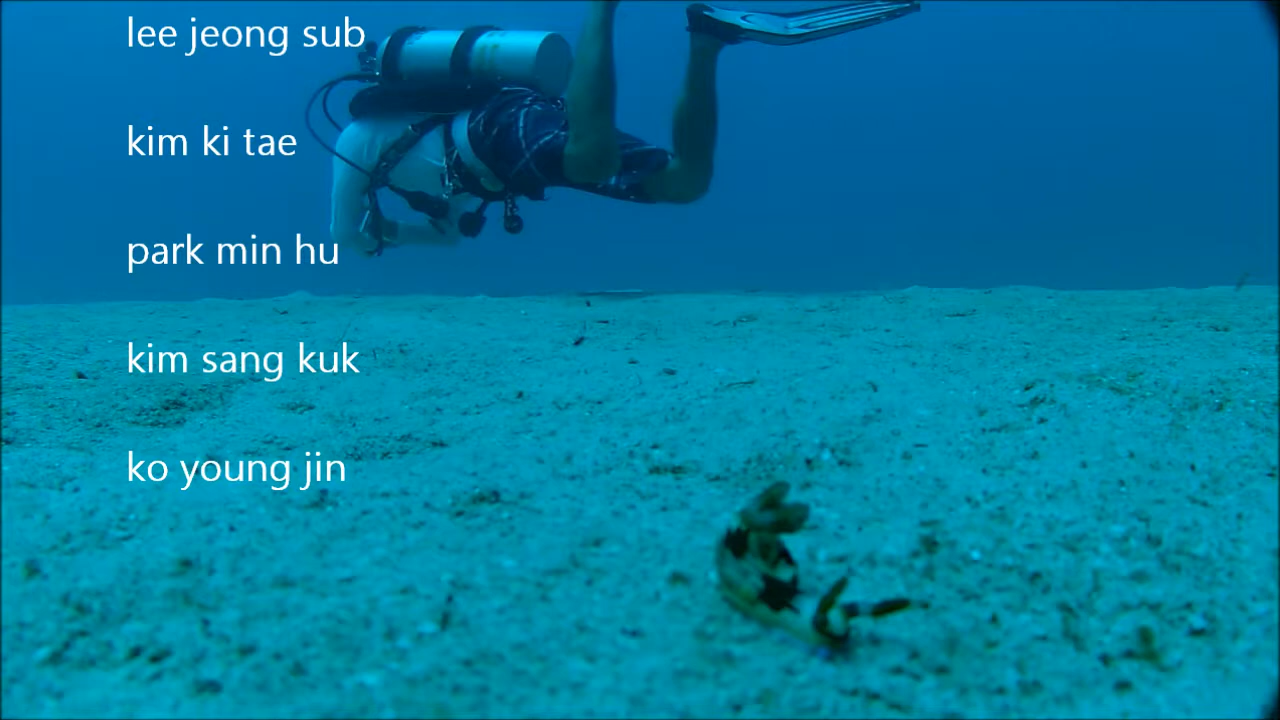 lee jeong sub
kim ki tae
park min hu
kim sang kuk
ko young jin